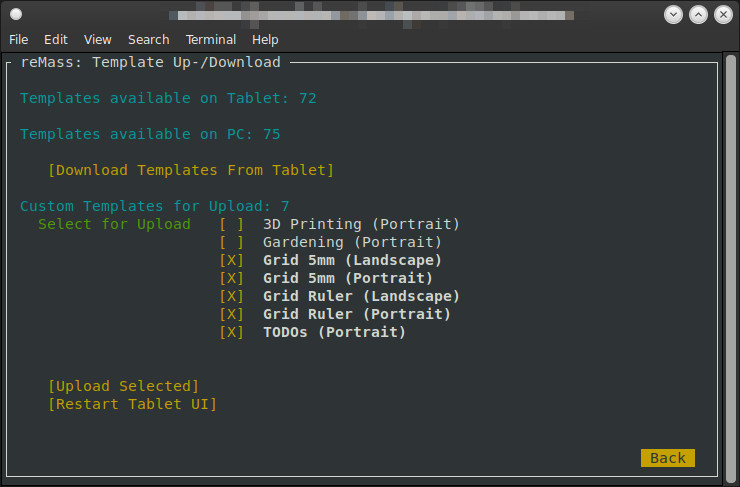 File Edit View Search Terminal Help
reMass: Template Up-/Download
Templates available on Tablet: 72
Templates available on PC: 75
[Download Templates From Tablet]
Custom Templates for Upload: 7
Select for Upload [ ] 3D Printing (Portrait)
[ ] Gardening (Portrait)
[X] Grid 5mm (Landscape)
[X] Grid 5mm (Portrait)
[X] Grid Ruler (Landscape)
[X] Grid Ruler (Portrait)
[X] TODOs (Portrait)
[Upload Selected]
[Restart Tablet UI]
Back